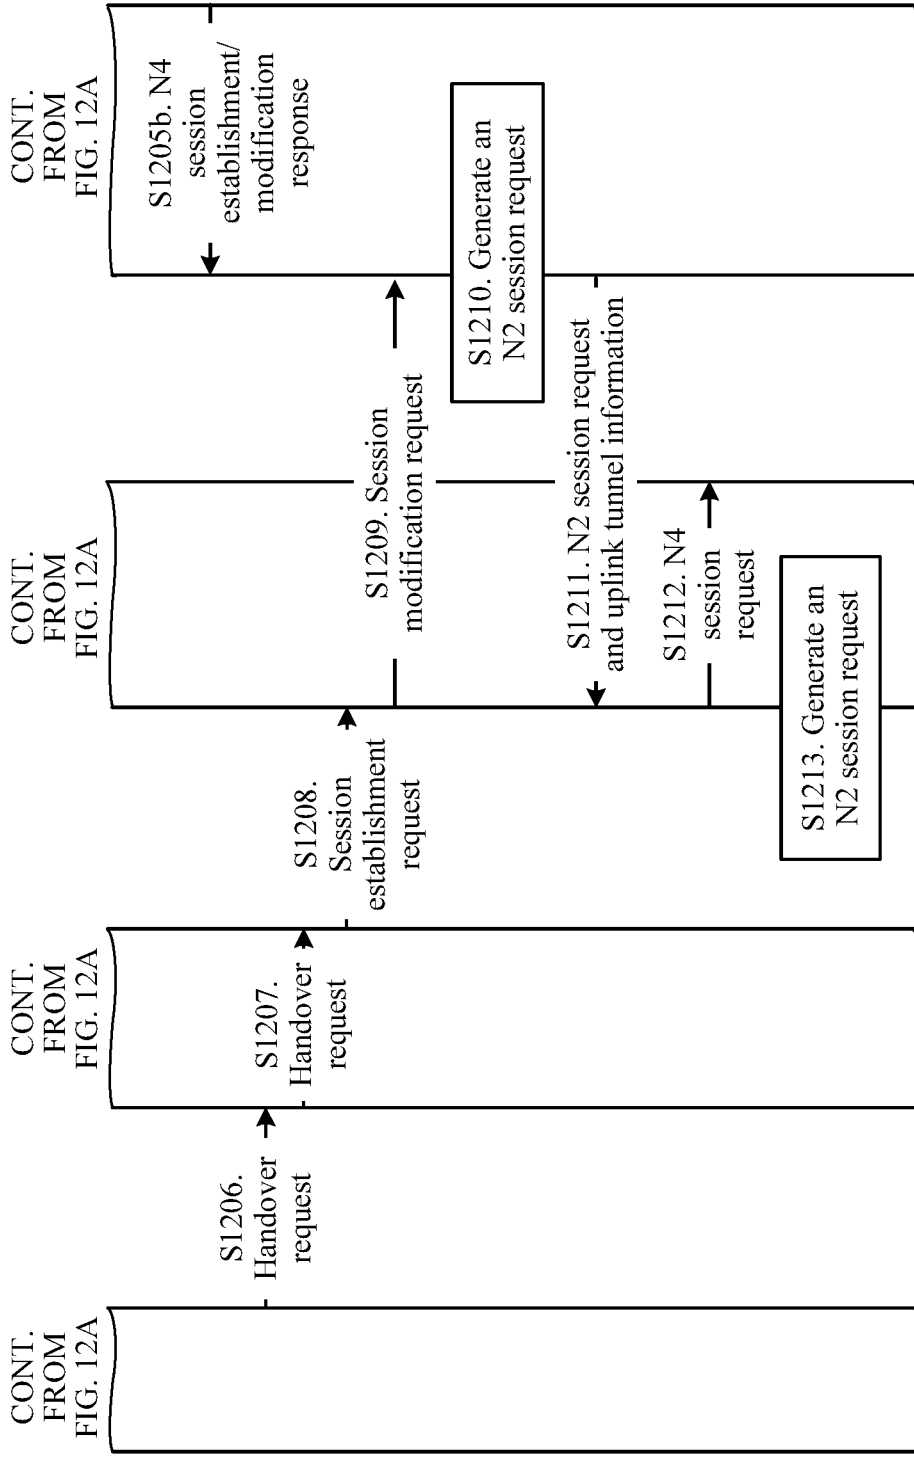 CONT.
FROM
FIG. 12A
CONT.
FROM
FIG. 12A
CONT.
FROM
FIG. 12A
CONT.
FROM
FIG. 12A
S1205b. N4
session
establishment/
modification
response
S1206.
Handover
request
S1207.
Handover
request
S1208.
Session
establishment
request
S1209. Session
modification request
S1210. Generate an
N2 session request
S1211. N2 session request
and uplink tunnel information
S1212. N4
session
request
S1213. Generate an
N2 session request